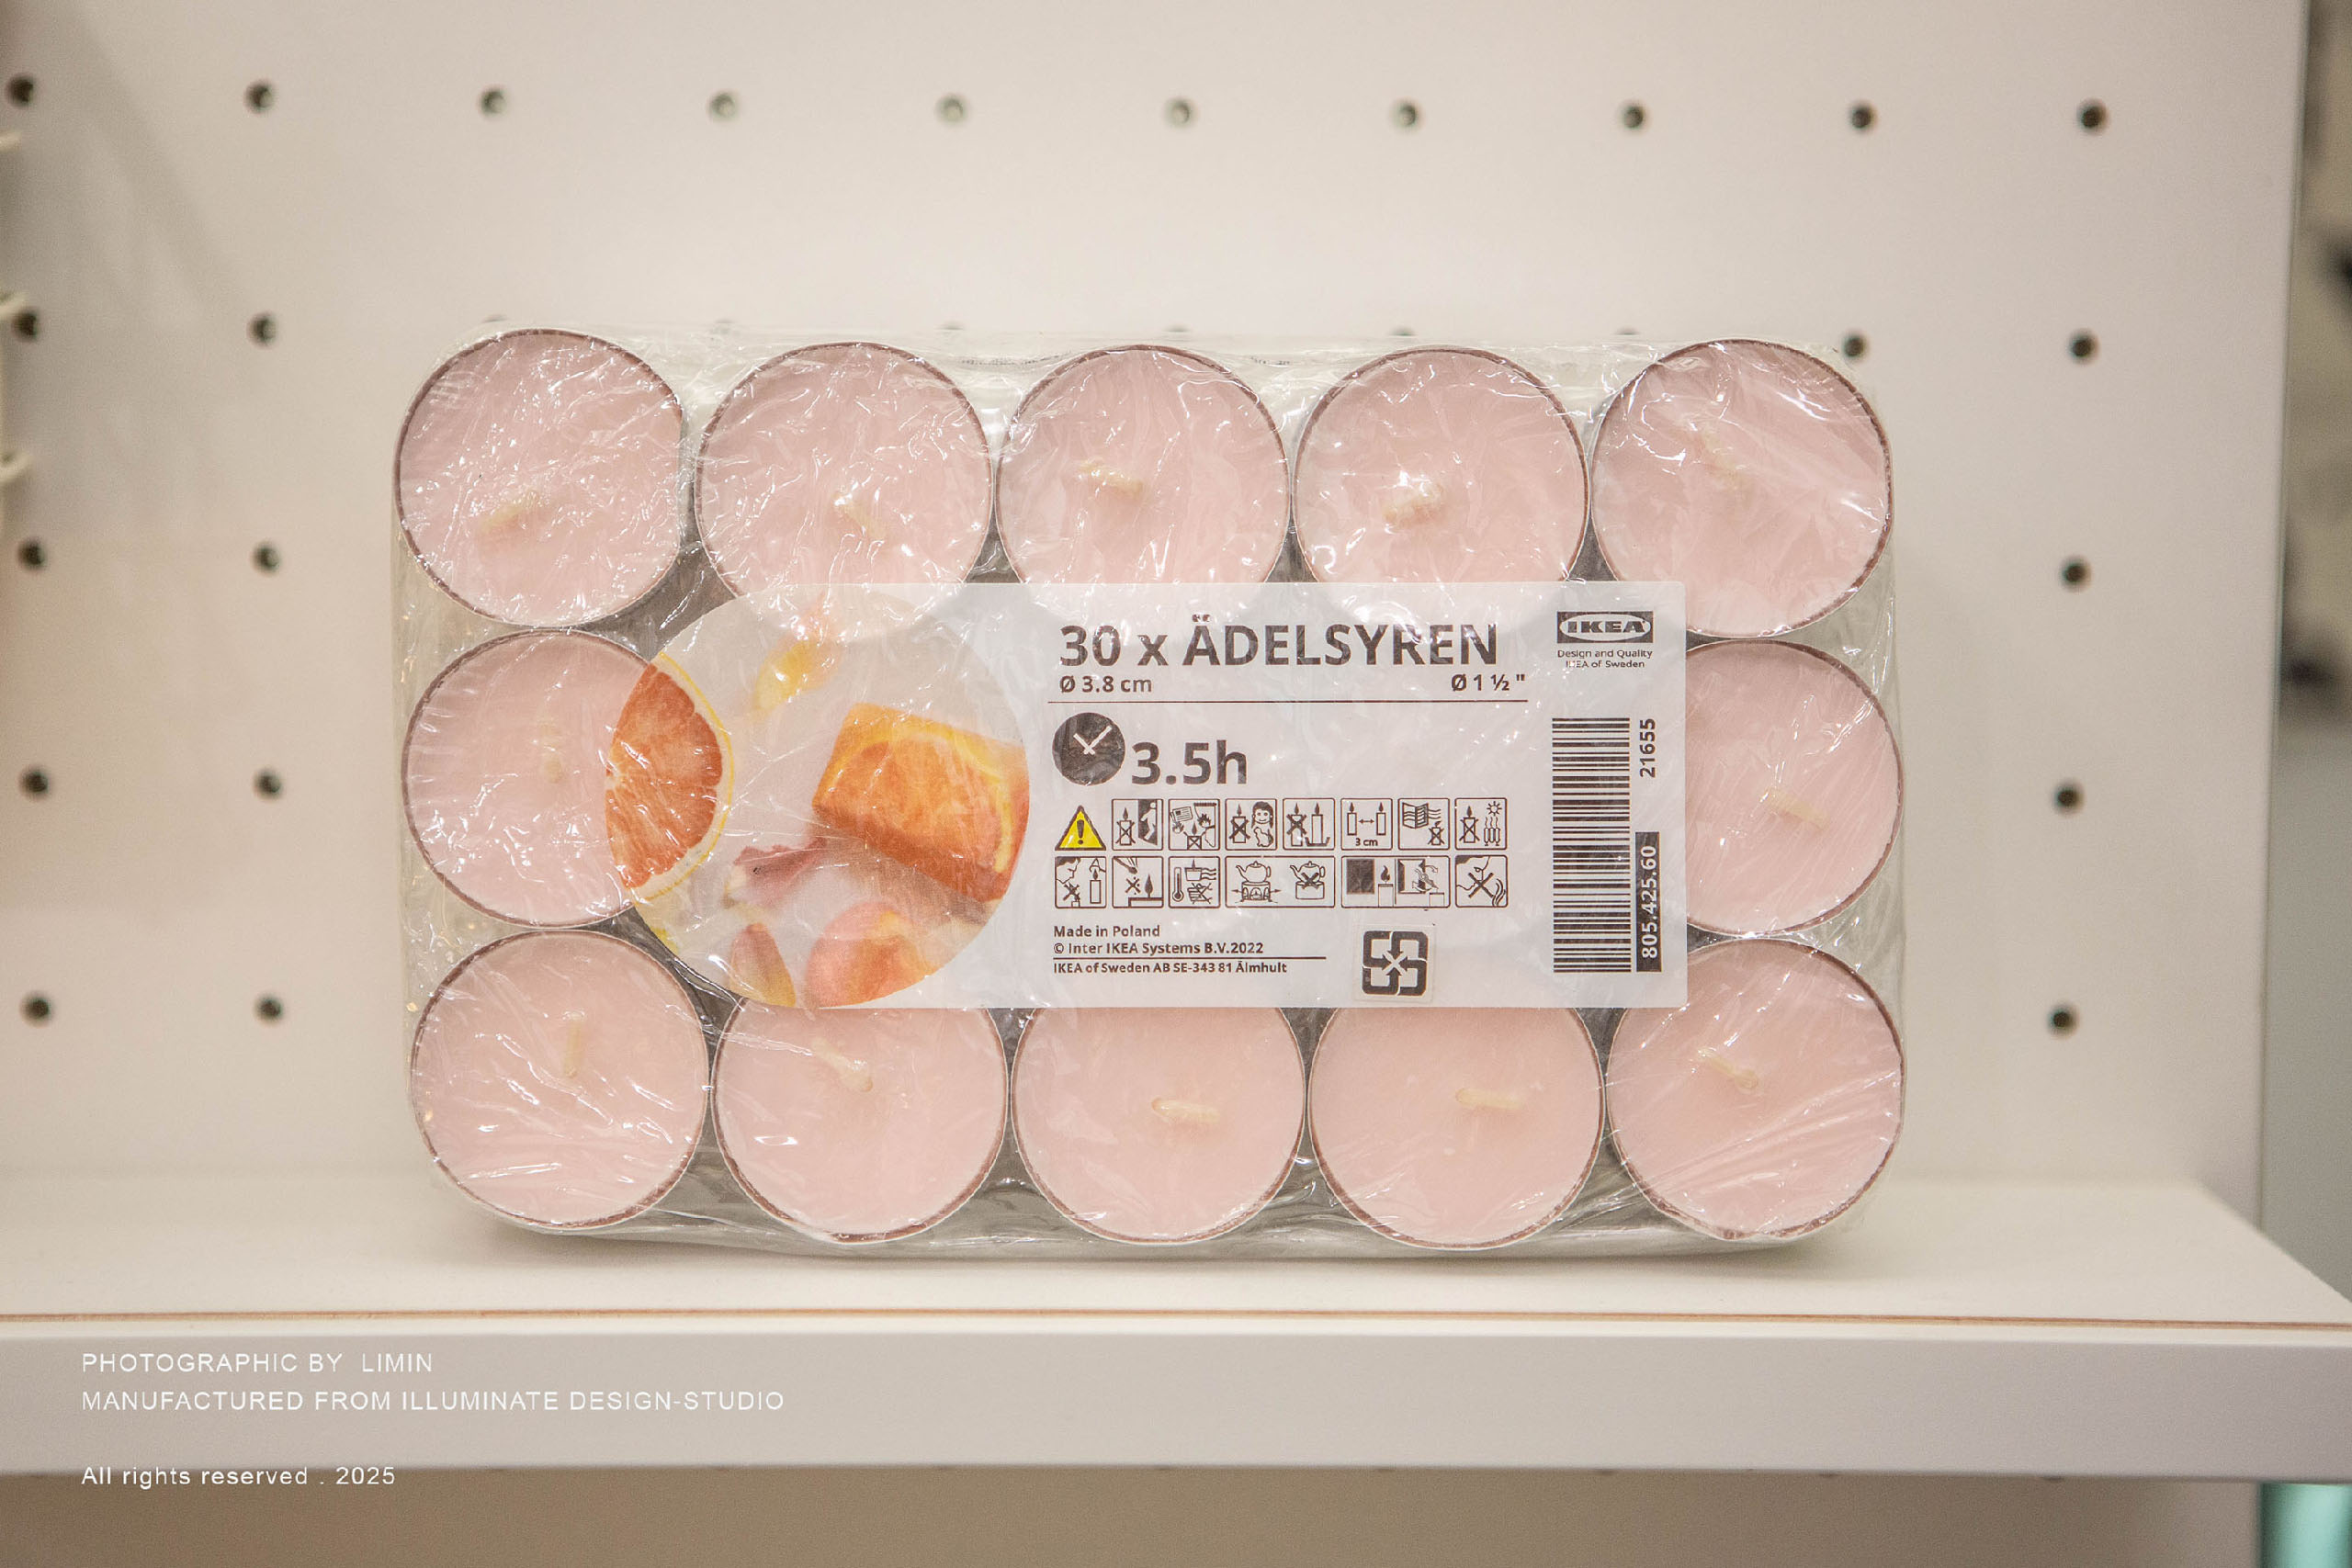 30 x ÄDELSYREN
Ø 3.8 cm
Ø 1 ½ "
IKEA
Design and Quality
IKEA of Sweden
3.5h
3 cm
21655
805.425.60
Made in Poland
© Inter IKEA Systems B.V.2022
IKEA of Sweden AB SE-343 81 Älmhult
PHOTOGRAPHIC BY LIMIN
MANUFACTURED FROM ILLUMINATE DESIGN-STUDIO
All rights reserved . 2025